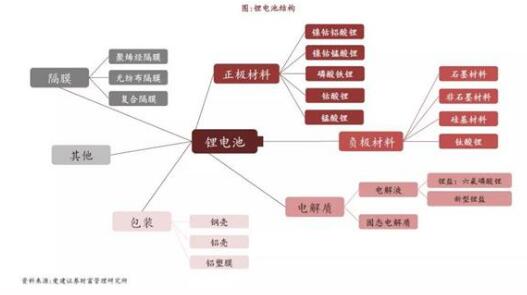 图:锂电池结构
隔膜
聚烯烃隔膜
无纺布隔膜
复合隔膜
正极材料
镍钴铝酸锂
镍钴锰酸锂
磷酸铁锂
钴酸锂
锰酸锂
其他
锂电池
负极材料
石墨材料
非石墨材料
硅基材料
钛酸锂
包装
钢壳
铝壳
铝塑膜
电解质
电解液
锂盐：六氟磷酸锂
新型锂盐
固态电解质
资料来源:爱建证券财富管理研究所